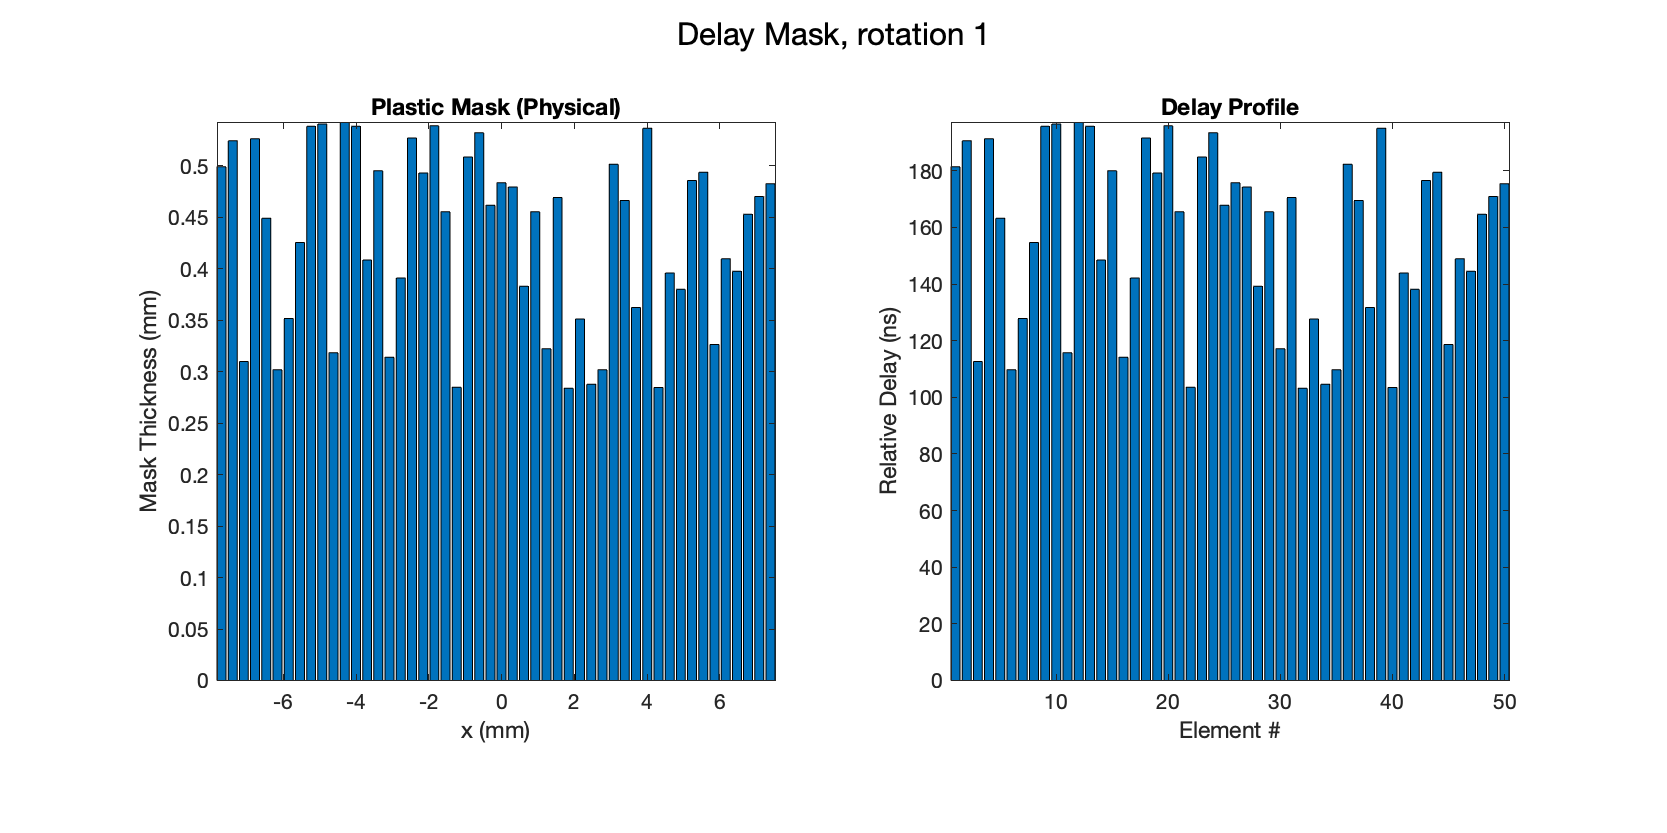 Delay Mask, rotation 1
Plastic Mask (Physical)
Mask Thickness (mm)
0.5
0.45
0.4
0.35
0.3
0.25
0.2
0.15
0.1
0.05
0
-6 -4 -2 0 2 4 6
x (mm)
Delay Profile
Relative Delay (ns)
180
160
140
120
100
80
60
40
20
0
10 20 30 40 50
Element #